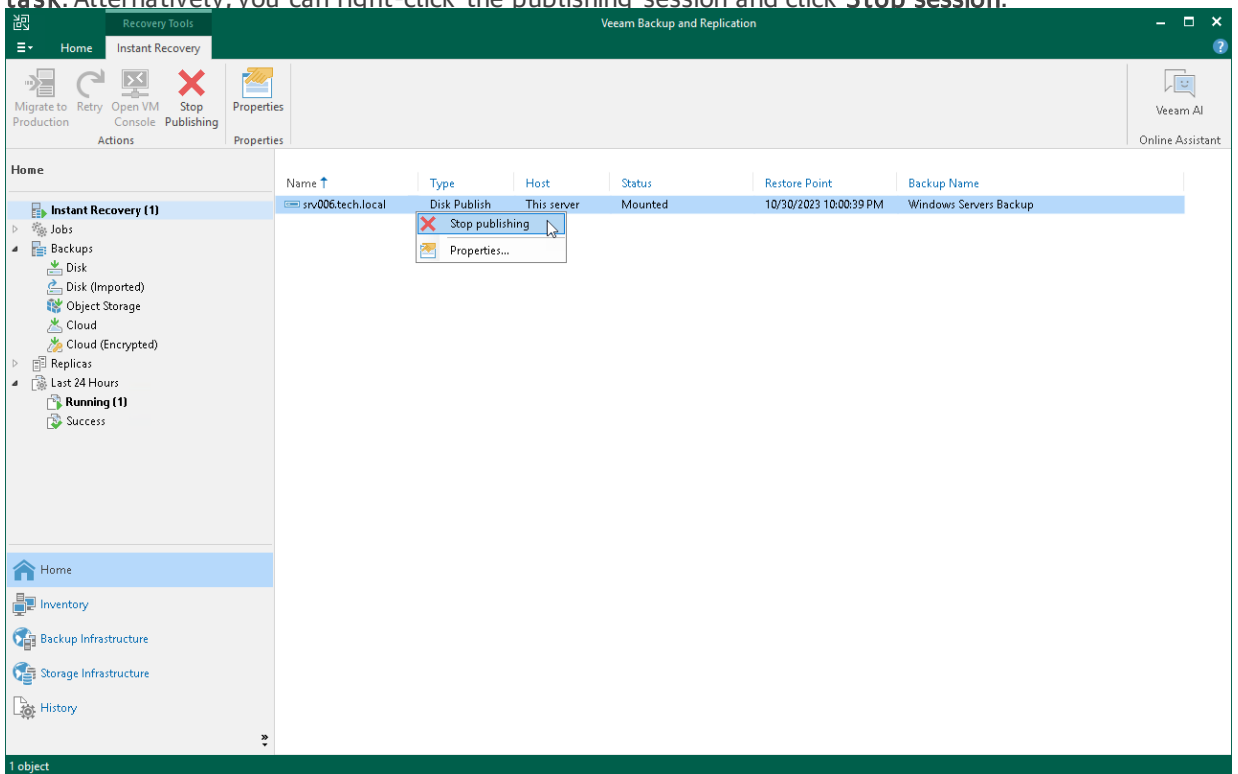 task. Alternatively, you can right-click the publishing session and click Stop session.
Recovery Tools
Veeam Backup and Replication
Home
Instant Recovery
Migrate to Production
Retry
Open VM Console
Stop Publishing
Properties
Veeam AI
Actions
Properties
Online Assistant
Home
Instant Recovery (1)
Jobs
Backups
Disk
Disk (Imported)
Object Storage
Cloud
Cloud (Encrypted)
Replicas
Last 24 Hours
Running (1)
Success
Name Type Host Status Restore Point Backup Name
srv006.tech.local Disk Publish This server Mounted 10/30/2023 10:00:39 PM Windows Servers Backup
Stop publishing
Properties...
Home
Inventory
Backup Infrastructure
Storage Infrastructure
History
1 object